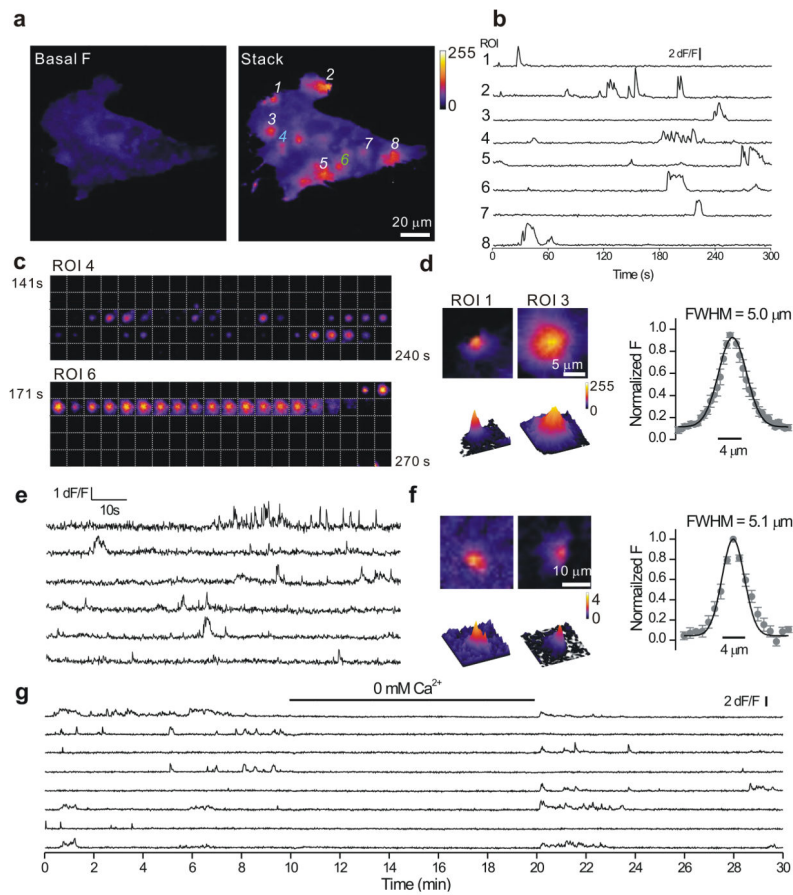 a
Basal F
Stack
1
2
3
4
5
6
7
8
20 μm
255
0
b
ROI
1
2
3
4
5
6
7
8
2 dF/F
0 60 120 180 240 300
Time (s)
c
ROI 4
141s
240 s
ROI 6
171s
270 s
d
ROI 1
ROI 3
5 μm
255
0
FWHM = 5.0 μm
Normalized F
1.0
0.8
0.6
0.4
0.2
0.0
4 μm
e
1 dF/F
10s
f
10 μm
4
0
FWHM = 5.1 μm
Normalized F
1.0
0.8
0.6
0.4
0.2
0.0
4 μm
g
0 mM Ca²⁺
2 dF/F
0 2 4 6 8 10 12 14 16 18 20 22 24 26 28 30
Time (min)